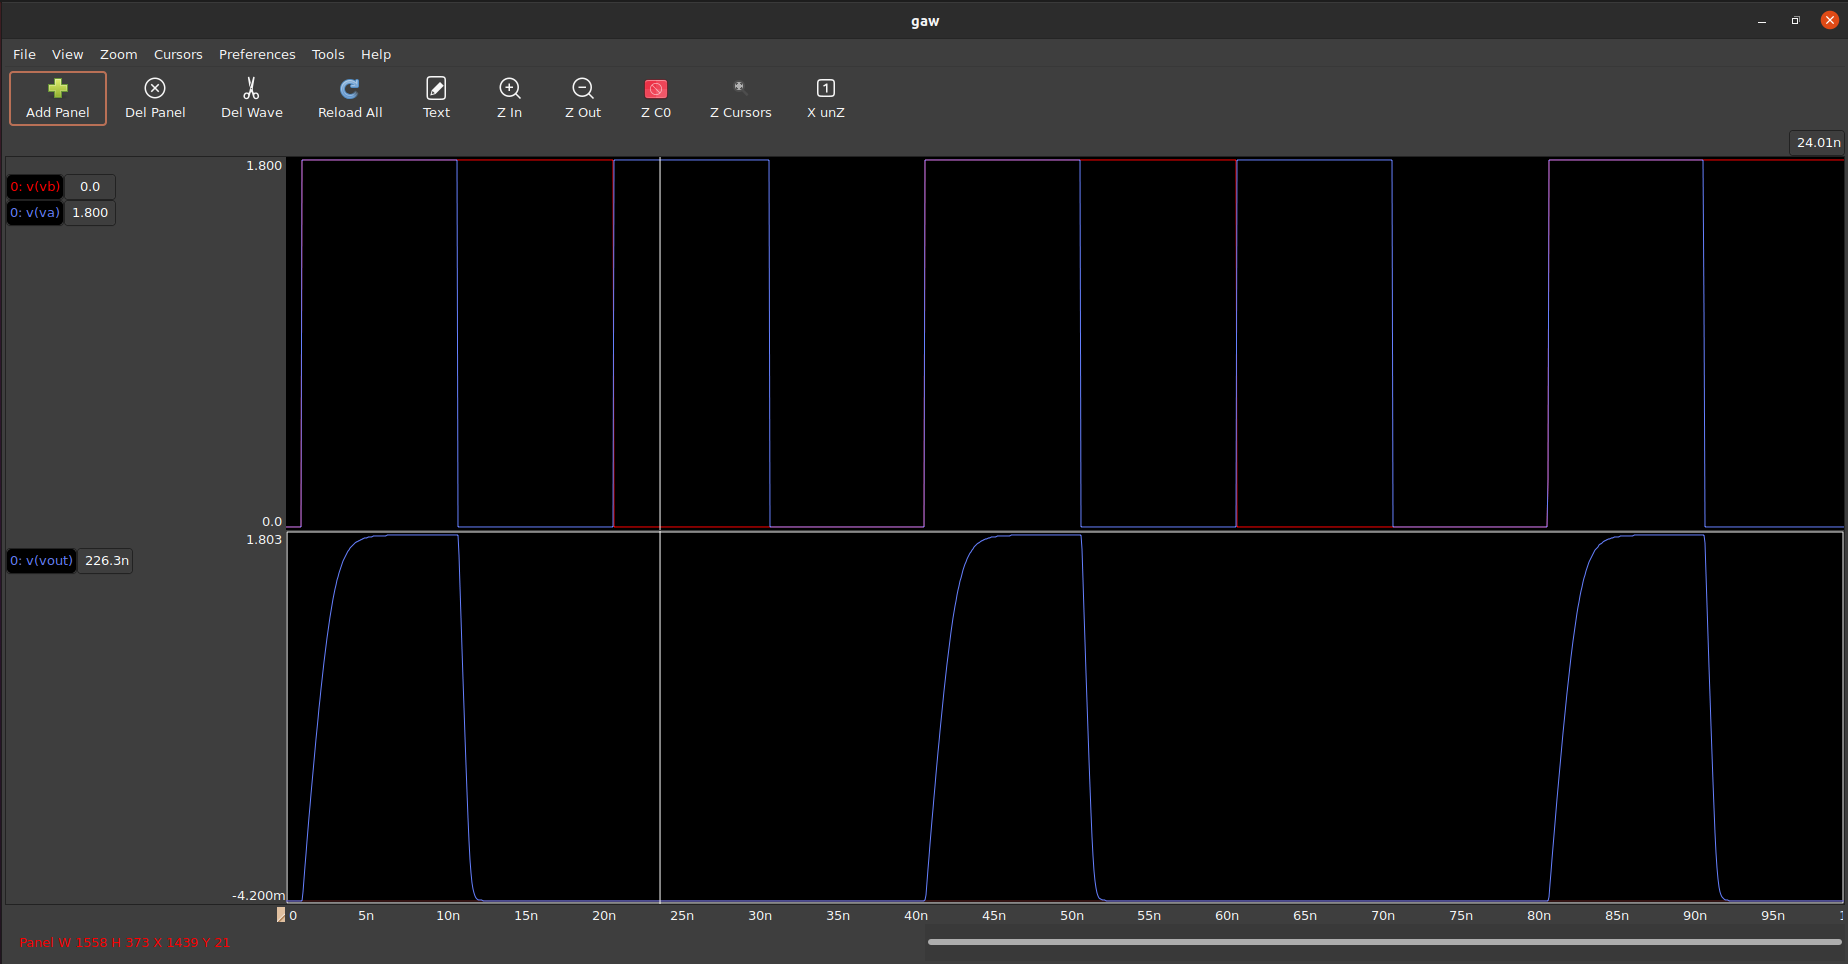 gaw
File View Zoom Cursors Preferences Tools Help
Add Panel Del Panel Del Wave Reload All Text Z In Z Out Z C0 Z Cursors X unZ
24.01n
1.800
0: v(vb) 0.0
0: v(va) 1.800
0.0
1.803
0: v(vout) 226.3n
-4.200m
0 5n 10n 15n 20n 25n 30n 35n 40n 45n 50n 55n 60n 65n 70n 75n 80n 85n 90n 95n
Panel W 1558 H 373 X 1439 Y 21